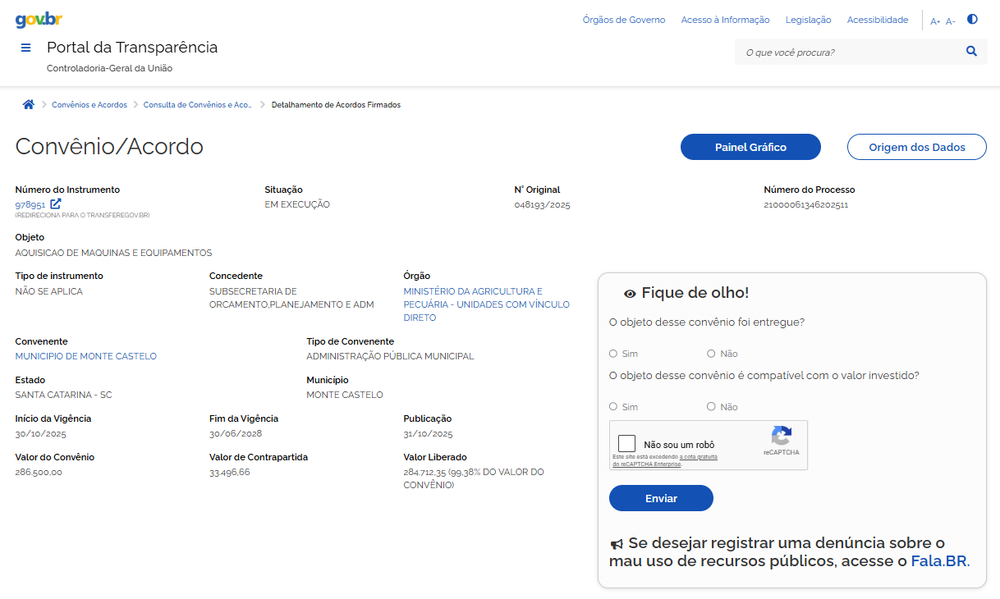 gov.br
Órgãos de Governo Acesso à Informação Legislação Acessibilidade A+ A-
Portal da Transparência
Controladoria-Geral da União
O que você procura?
Convênios e Acordos Consulta de Convênios e Aco... Detalhamento de Acordos Firmados
Convênio/Acordo
Painel Gráfico Origem dos Dados
Número do Instrumento Situação N° Original Número do Processo
978951 EM EXECUÇÃO 048193/2025 21000061346202511
(REDIRECIONA PARA O TRANSFEREGOV.BR)
Objeto
AQUISICAO DE MAQUINAS E EQUIPAMENTOS
Tipo de instrumento Concedente Órgão
NÃO SE APLICA SUBSECRETARIA DE MINISTÉRIO DA AGRICULTURA E
ORCAMENTO,PLANEJAMENTO E ADM PECUÁRIA - UNIDADES COM VÍNCULO
DIRETO
Convenente Tipo de Convenente
MUNICIPIO DE MONTE CASTELO ADMINISTRAÇÃO PÚBLICA MUNICIPAL
Estado Município
SANTA CATARINA - SC MONTE CASTELO
Início da Vigência Fim da Vigência Publicação
30/10/2025 30/06/2028 31/10/2025
Valor do Convênio Valor de Contrapartida Valor Liberado
286.500,00 33.496,66 284.712,35 (99,38% DO VALOR DO
CONVÊNIO)
Fique de olho!
O objeto desse convênio foi entregue?
Sim Não
O objeto desse convênio é compatível com o valor investido?
Sim Não
Não sou um robô
reCAPTCHA
Este site está excedendo a cota gratuita
do reCAPTCHA Enterprise.
Enviar
Se desejar registrar uma denúncia sobre o
mau uso de recursos públicos, acesse o Fala.BR.